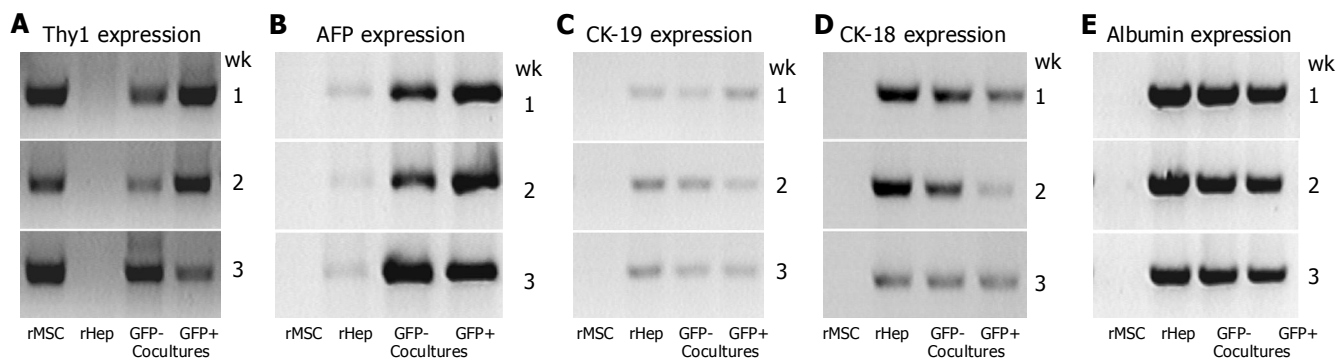 A Thy1 expression
wk
1
2
3
rMSC rHep GFP- GFP+
Cocultures
B AFP expression
wk
1
2
3
rMSC rHep GFP- GFP+
Cocultures
C CK-19 expression
wk
1
2
3
rMSC rHep GFP- GFP+
Cocultures
D CK-18 expression
wk
1
2
3
rMSC rHep GFP- GFP+
Cocultures
E Albumin expression
wk
1
2
3
rMSC rHep GFP- GFP+
Cocultures